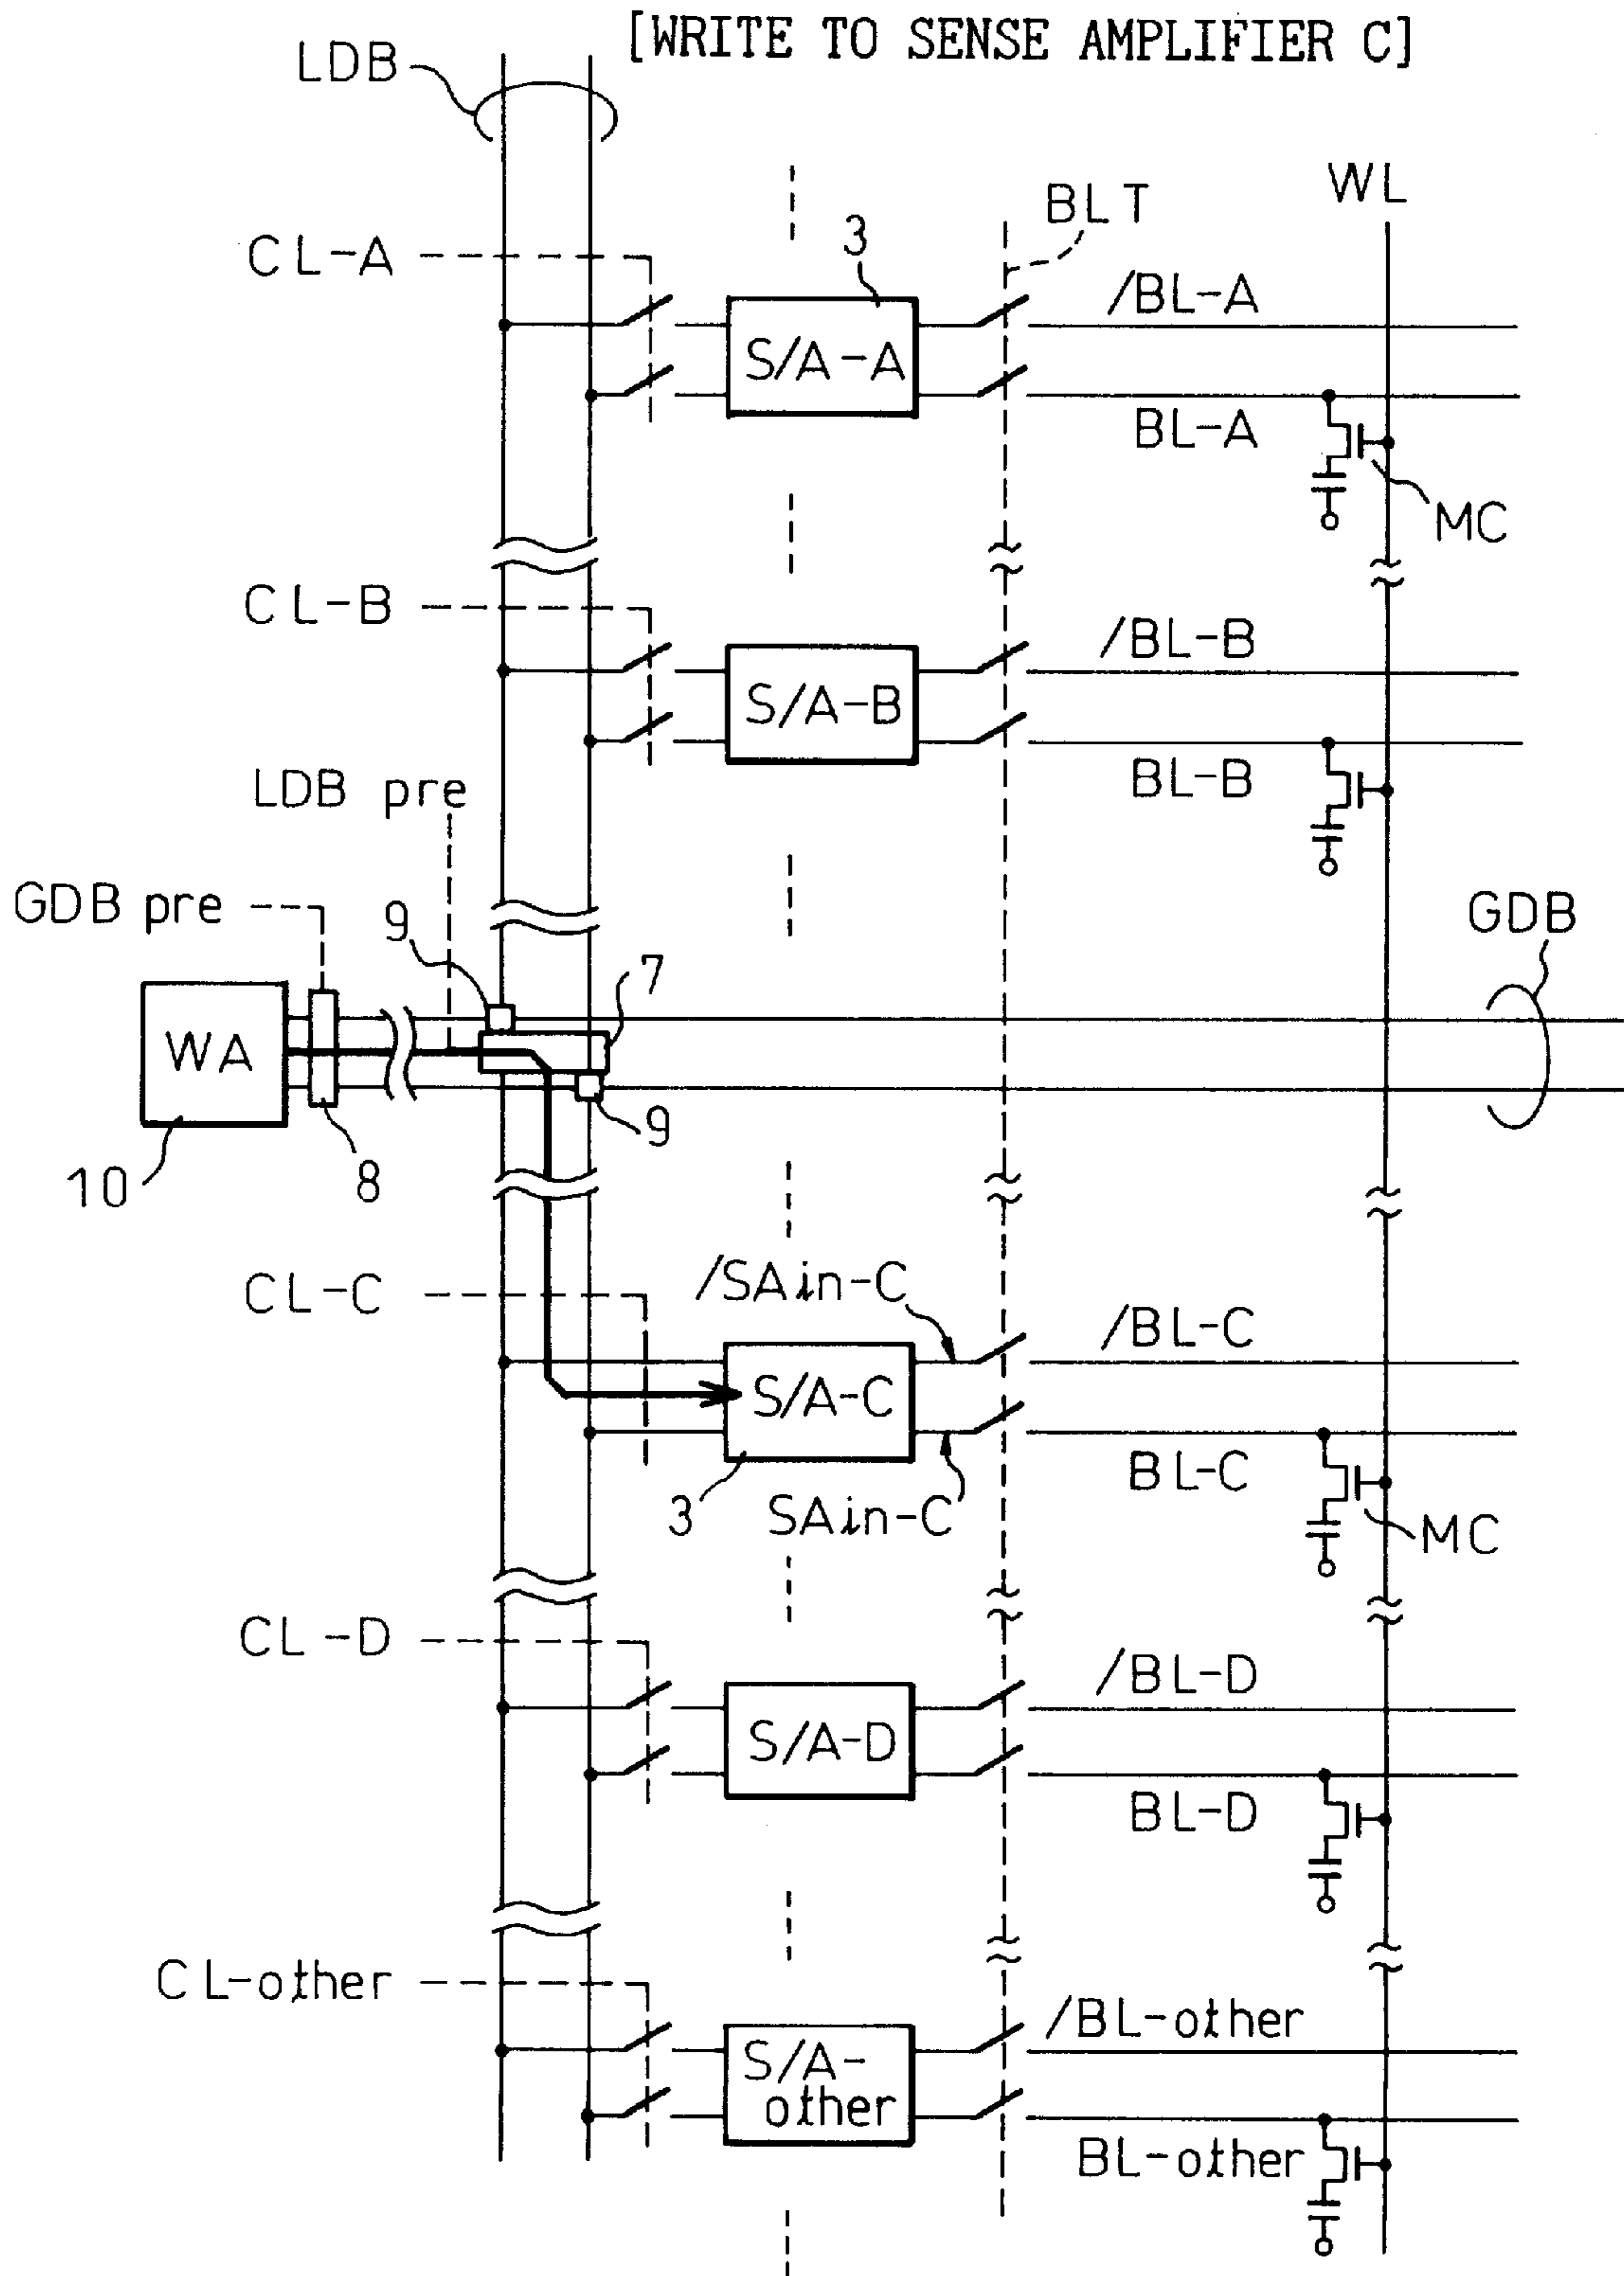 [WRITE TO SENSE AMPLIFIER C]
LDB
WL
BLT
CL-A
3
/BL-A
S/A-A
BL-A
MC
CL-B
/BL-B
S/A-B
BL-B
LDB pre
GDB pre
9
7
GDB
WA
9
10
8
CL-C
/SAin-C
/BL-C
S/A-C
BL-C
3
SAin-C
MC
CL-D
/BL-D
S/A-D
BL-D
CL-other
/BL-other
S/A-
other
BL-other